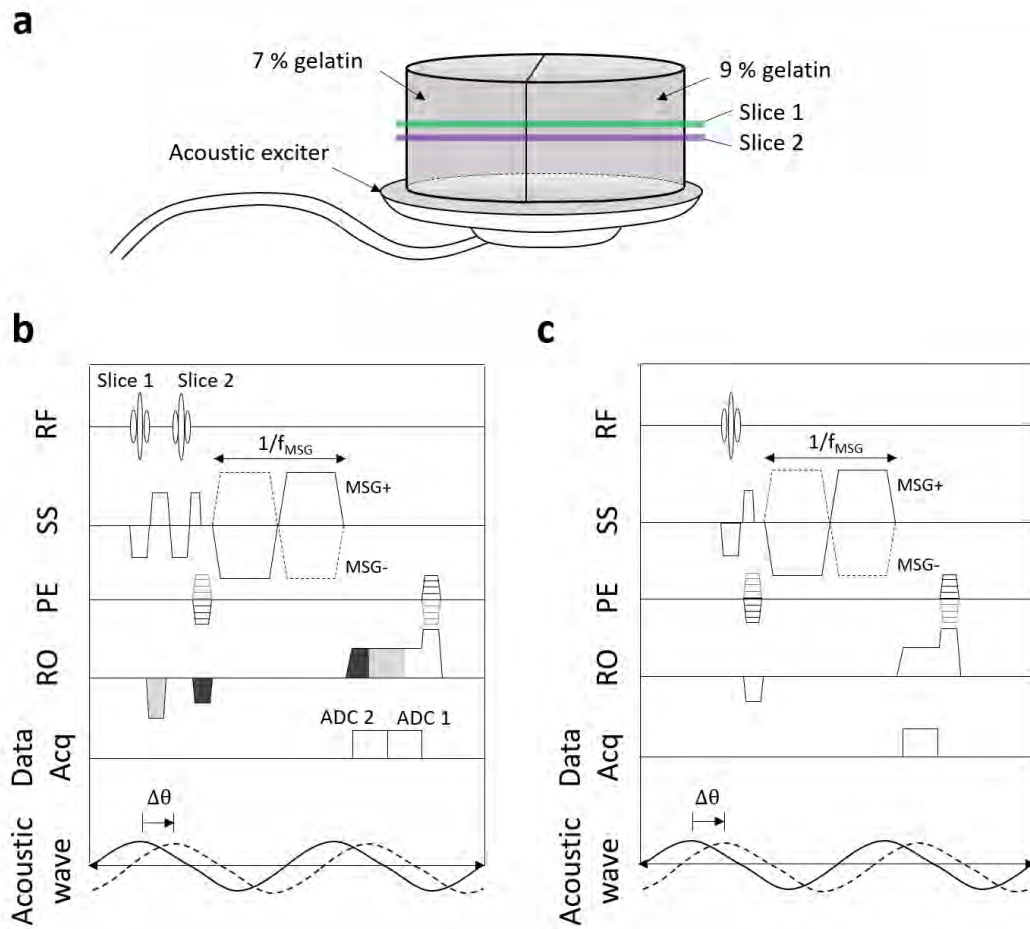 a
7 % gelatin
9 % gelatin
Slice 1
Slice 2
Acoustic exciter
b
Slice 1 Slice 2
RF
1/fMSG
MSG+
SS
MSG-
PE
RO
ADC 2 ADC 1
Data
Acq
Δθ
Acoustic
wave
c
RF
1/fMSG
MSG+
SS
MSG-
PE
RO
Data
Acq
Δθ
Acoustic
wave